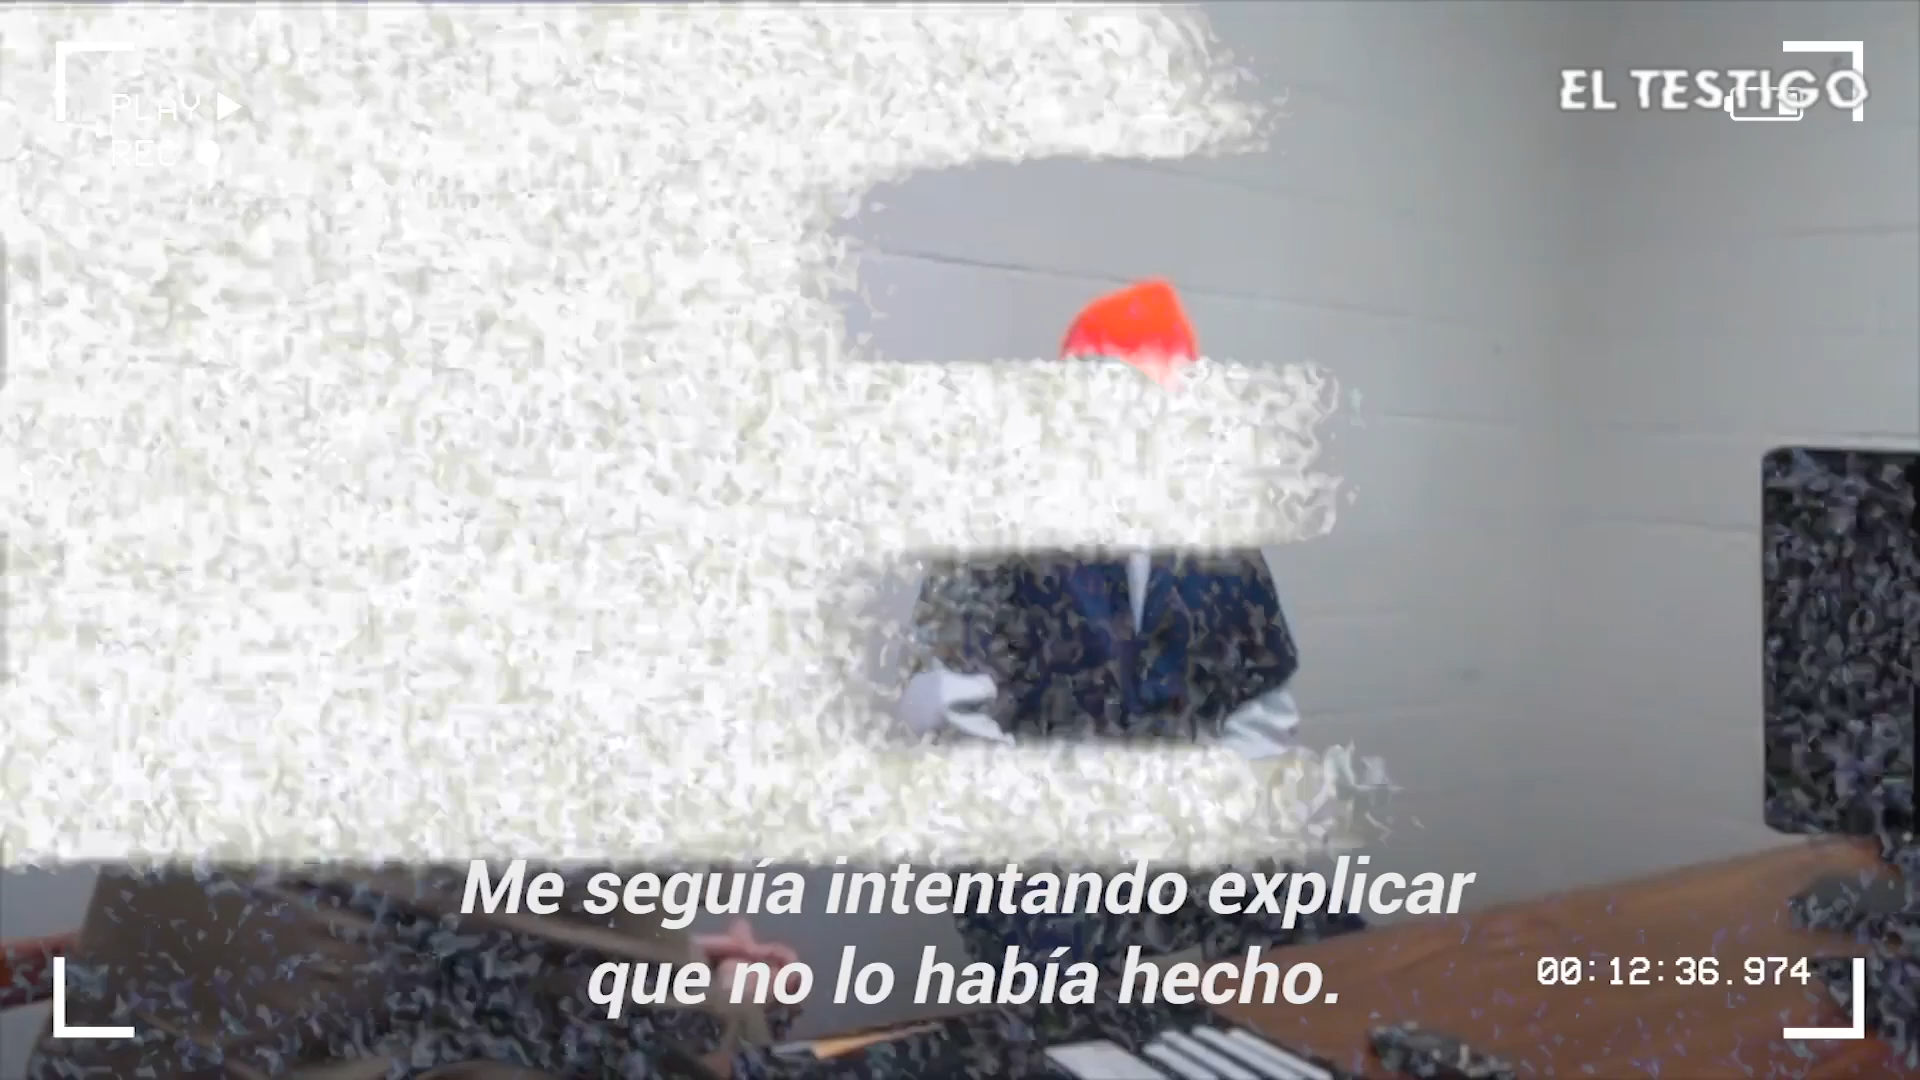 EL TESTIGO
PLAY
REC
Me seguía intentando explicar
que no lo había hecho.
00:12:36.974